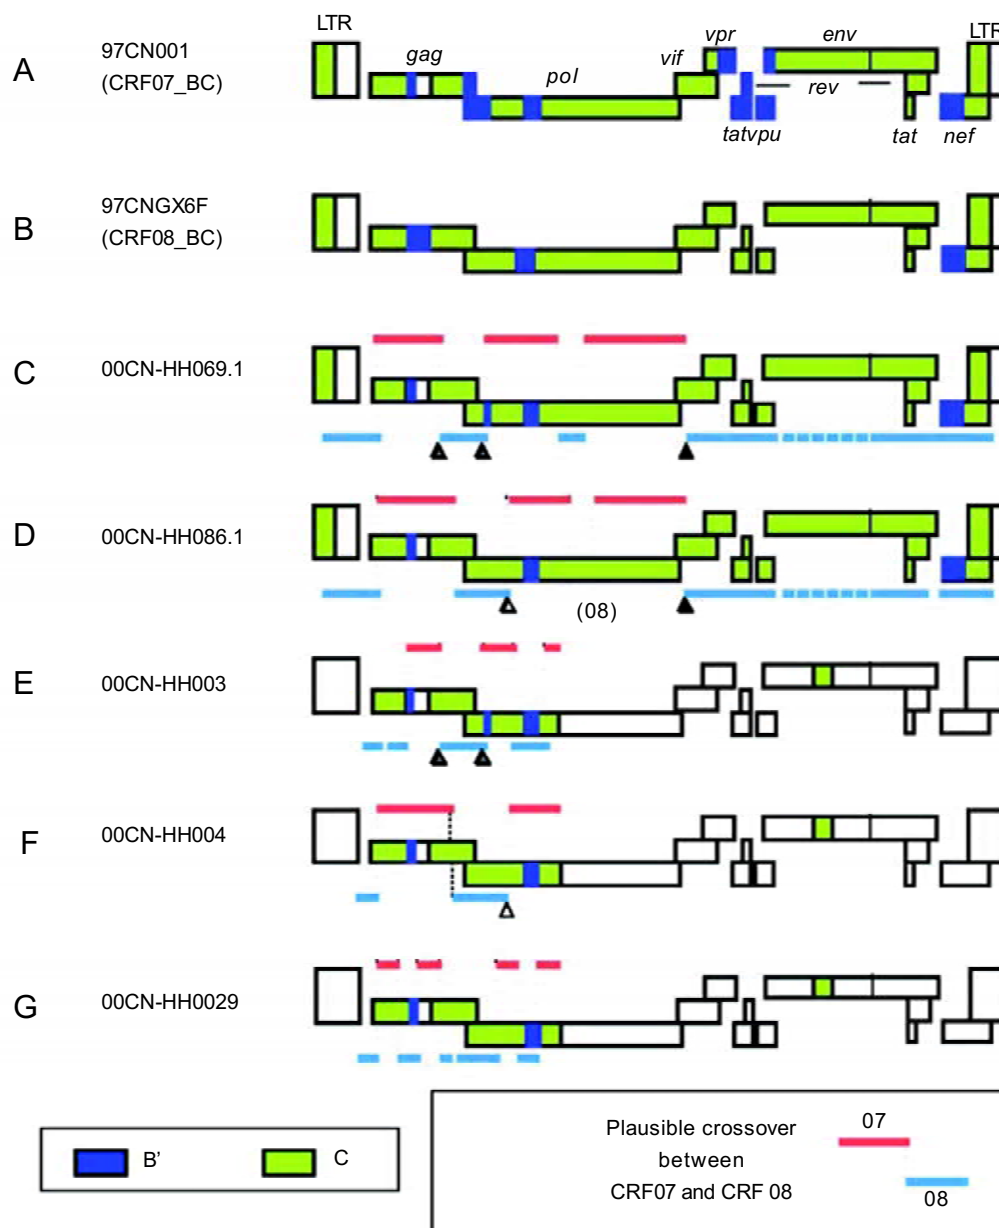 LTR
LTR
gag
pol
vif
vpr
env
rev
tatvpu
tat
nef
A
97CN001
(CRF07_BC)
B
97CNGX6F
(CRF08_BC)
C
00CN-HH069.1
D
00CN-HH086.1
(08)
E
00CN-HH003
F
00CN-HH004
G
00CN-HH0029
B’
C
Plausible crossover
between
CRF07 and CRF 08
07
08